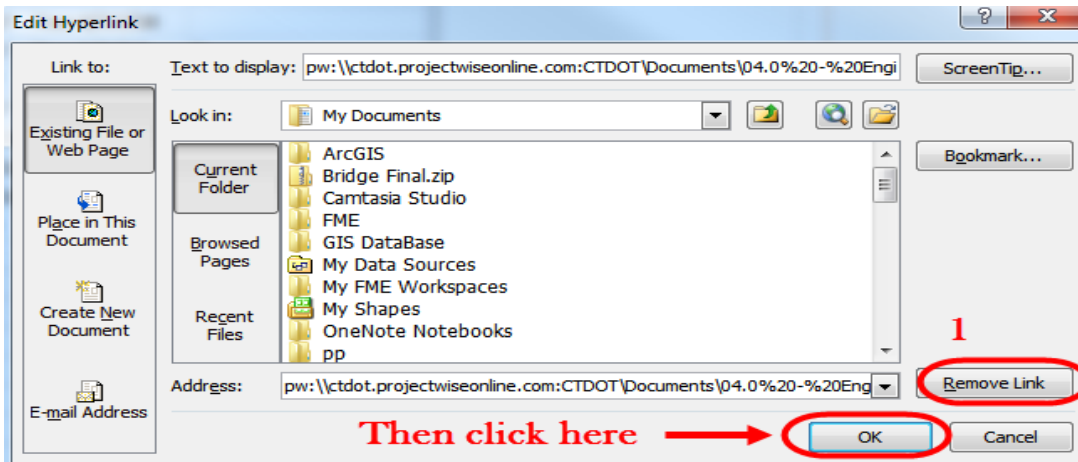 Edit Hyperlink
Link to:
Text to display: pw:\\ctdot.projectwiseonline.com:CTDOT\Documents\04.0%20-%20Engi
ScreenTip...
Existing File or
Web Page
Look in:
My Documents
Bookmark...
Current
Folder
ArcGIS
Bridge Final.zip
Camtasia Studio
FME
GIS DataBase
My Data Sources
My FME Workspaces
My Shapes
OneNote Notebooks
pp
Place in This
Document
Browsed
Pages
Create New
Document
Recent
Files
1
Address: pw:\\ctdot.projectwiseonline.com:CTDOT\Documents\04.0%20-%20Eng
Remove Link
E-mail Address
Then click here
OK
Cancel